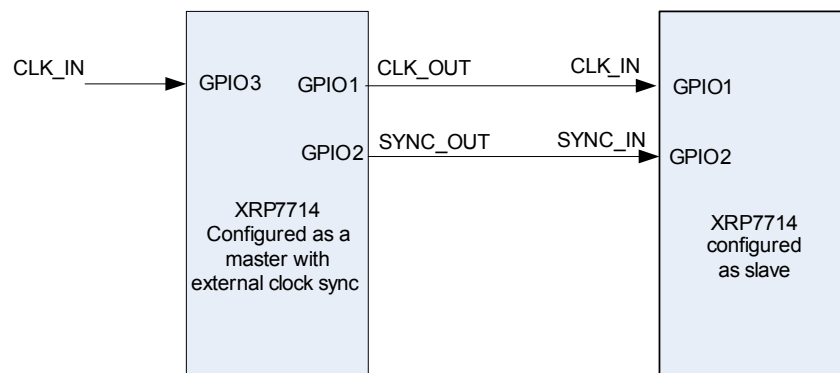 CLK_IN
GPIO3
GPIO1
CLK_OUT
CLK_IN
GPIO1
GPIO2
SYNC_OUT
SYNC_IN
GPIO2
XRP7714
Configured as a
master with
external clock sync
XRP7714
configured
as slave